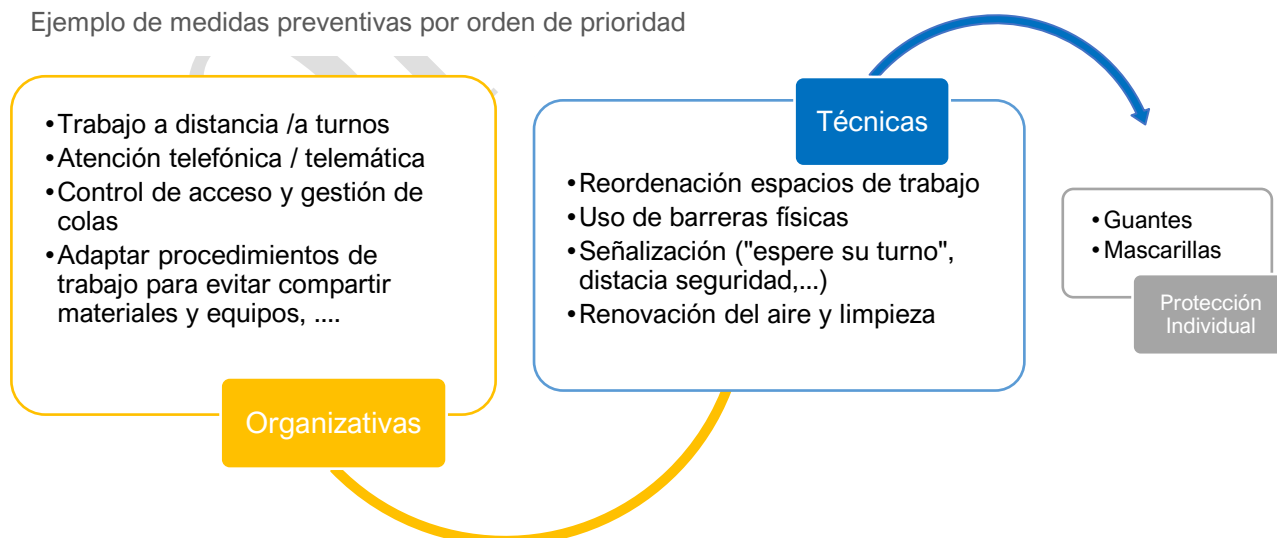 Ejemplo de medidas preventivas por orden de prioridad
•Trabajo a distancia /a turnos
•Atención telefónica / telemática
•Control de acceso y gestión de
colas
•Adaptar procedimientos de
trabajo para evitar compartir
materiales y equipos, ....
Organizativas
Técnicas
•Reordenación espacios de trabajo
•Uso de barreras físicas
•Señalización ("espere su turno",
distacia seguridad,...)
•Renovación del aire y limpieza
• Guantes
• Mascarillas
Protección
Individual